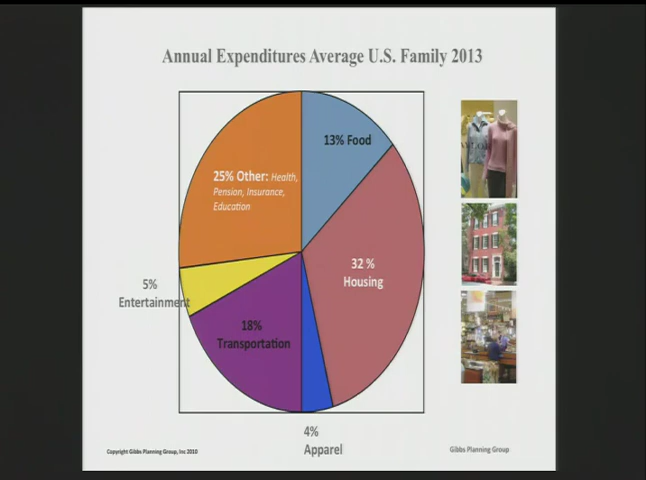 Annual Expenditures Average U.S. Family 2013
13% Food
25% Other: Health,
Pension, Insurance,
Education
32 %
Housing
5%
Entertainment
18%
Transportation
4%
Apparel
Copyright Gibbs Planning Group, Inc 2010
Gibbs Planning Group